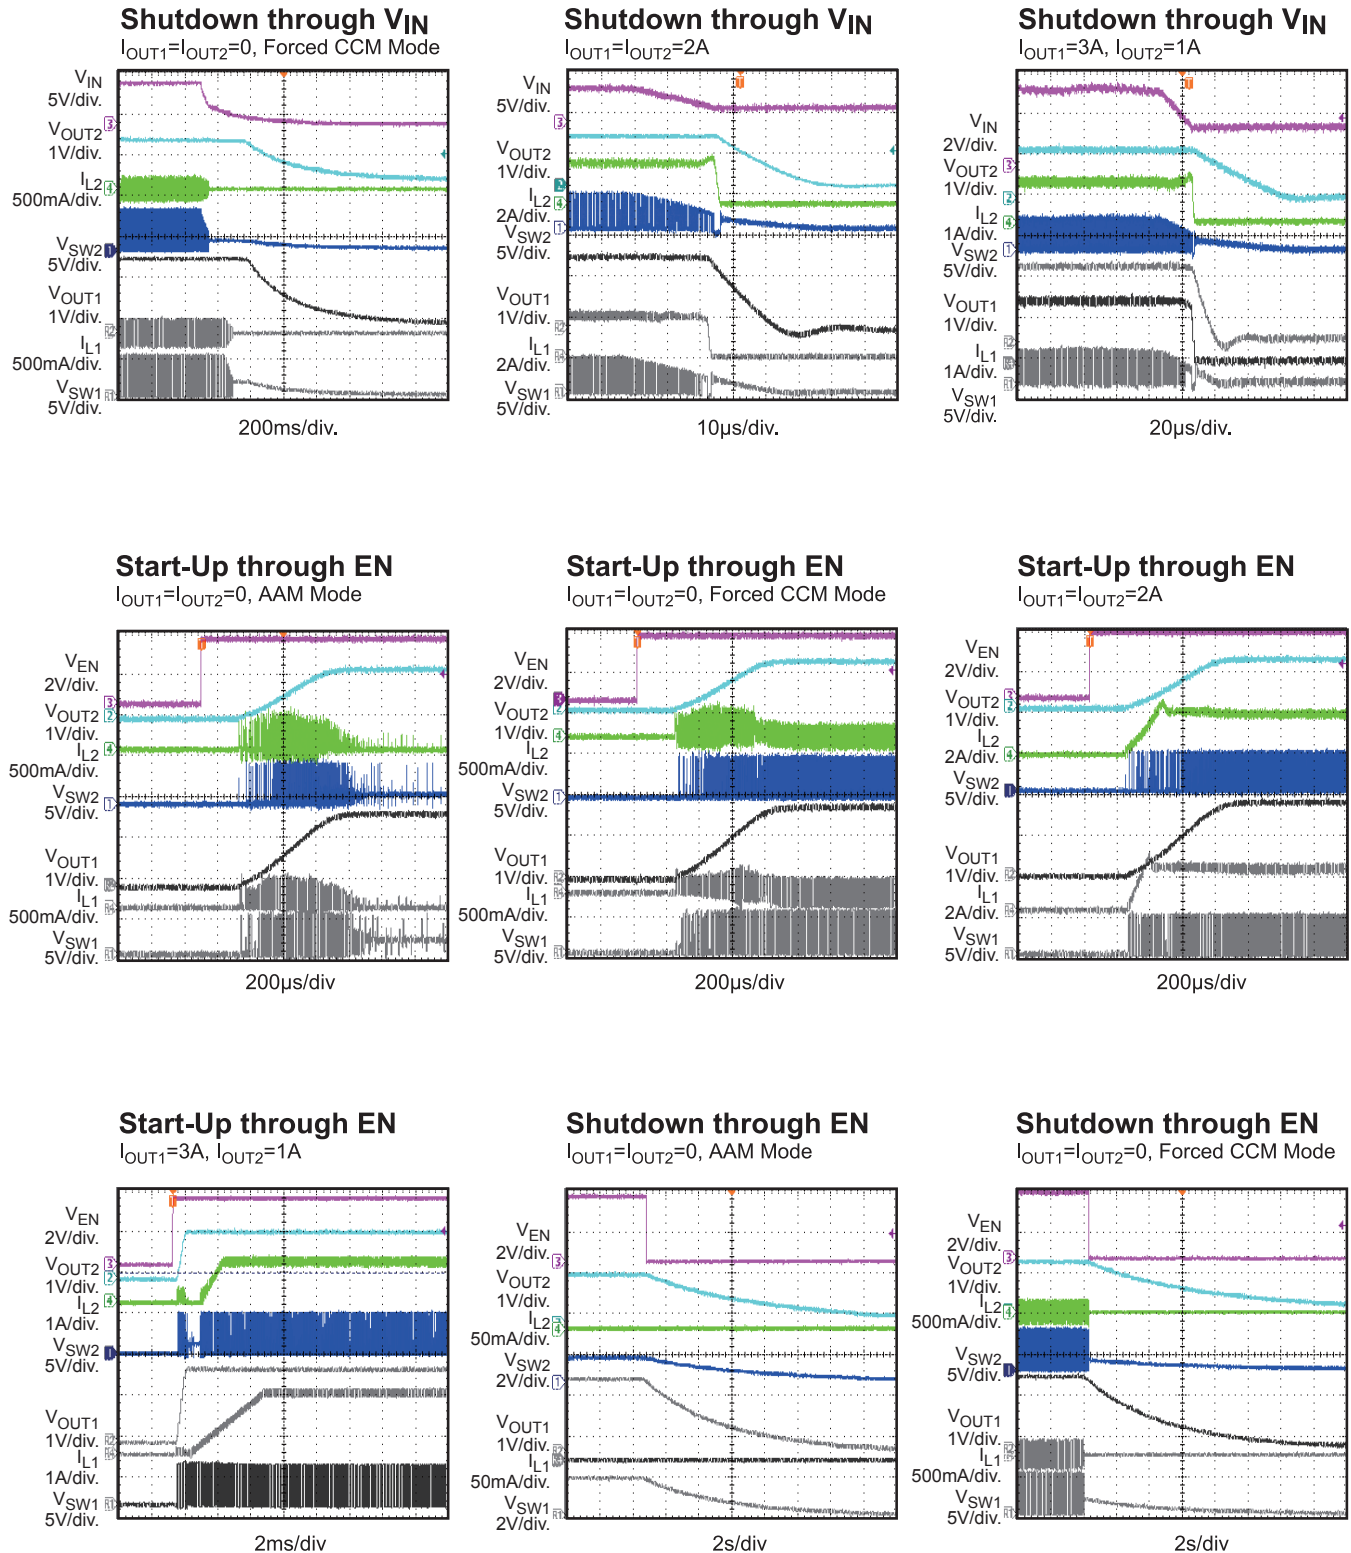 Shutdown through VIN
IOUT1=IOUT2=0, Forced CCM Mode
VIN
5V/div.
VOUT2
1V/div.
IL2
500mA/div.
VSW2
5V/div.
VOUT1
1V/div.
IL1
500mA/div.
VSW1
5V/div.
200ms/div.
Shutdown through VIN
IOUT1=IOUT2=2A
VIN
5V/div.
VOUT2
1V/div.
IL2
2A/div.
VSW2
5V/div.
VOUT1
1V/div.
IL1
2A/div.
VSW1
5V/div.
10µs/div.
Shutdown through VIN
IOUT1=3A, IOUT2=1A
VIN
2V/div.
VOUT2
1V/div.
IL2
1A/div.
VSW2
5V/div.
VOUT1
1V/div.
IL1
1A/div.
VSW1
5V/div.
20µs/div.
Start-Up through EN
IOUT1=IOUT2=0, AAM Mode
VEN
2V/div.
VOUT2
1V/div.
IL2
500mA/div.
VSW2
5V/div.
VOUT1
1V/div.
IL1
500mA/div.
VSW1
5V/div.
200µs/div
Start-Up through EN
IOUT1=IOUT2=0, Forced CCM Mode
VEN
2V/div.
VOUT2
1V/div.
IL2
500mA/div.
VSW2
5V/div.
VOUT1
1V/div.
IL1
500mA/div.
VSW1
5V/div.
200µs/div
Start-Up through EN
IOUT1=IOUT2=2A
VEN
2V/div.
VOUT2
1V/div.
IL2
2A/div.
VSW2
5V/div.
VOUT1
1V/div.
IL1
2A/div.
VSW1
5V/div.
200µs/div
Start-Up through EN
IOUT1=3A, IOUT2=1A
VEN
2V/div.
VOUT2
1V/div.
IL2
1A/div.
VSW2
5V/div.
VOUT1
1V/div.
IL1
1A/div.
VSW1
5V/div.
2ms/div
Shutdown through EN
IOUT1=IOUT2=0, AAM Mode
VEN
2V/div.
VOUT2
1V/div.
IL2
50mA/div.
VSW2
2V/div.
VOUT1
1V/div.
IL1
50mA/div.
VSW1
2V/div.
2s/div
Shutdown through EN
IOUT1=IOUT2=0, Forced CCM Mode
VEN
2V/div.
VOUT2
1V/div.
IL2
500mA/div.
VSW2
5V/div.
VOUT1
1V/div.
IL1
500mA/div.
VSW1
5V/div.
2s/div